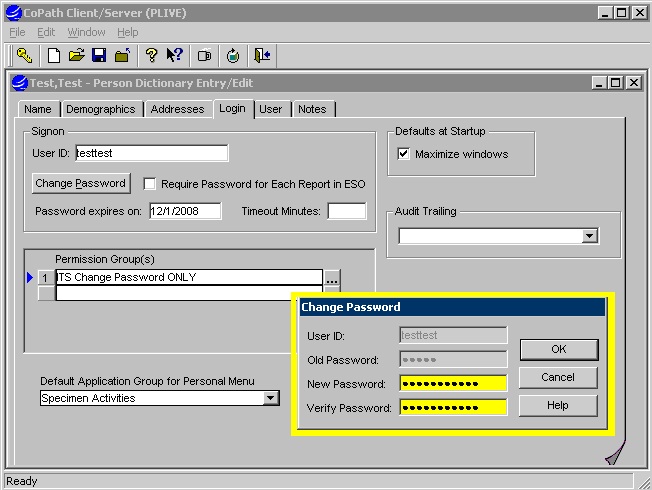 CoPath Client/Server (PLIVE)
File Edit Window Help
Test,Test - Person Dictionary Entry/Edit
Name Demographics Addresses Login User Notes
Signon
User ID: testtest
Change Password Require Password for Each Report in ESO
Password expires on: 12/1/2008 Timeout Minutes:
Defaults at Startup
Maximize windows
Audit Trailing
Permission Group(s)
1 ITS Change Password ONLY ...
Default Application Group for Personal Menu
Specimen Activities
Change Password
User ID: testtest
Old Password:
New Password:
Verify Password:
OK
Cancel
Help
Ready